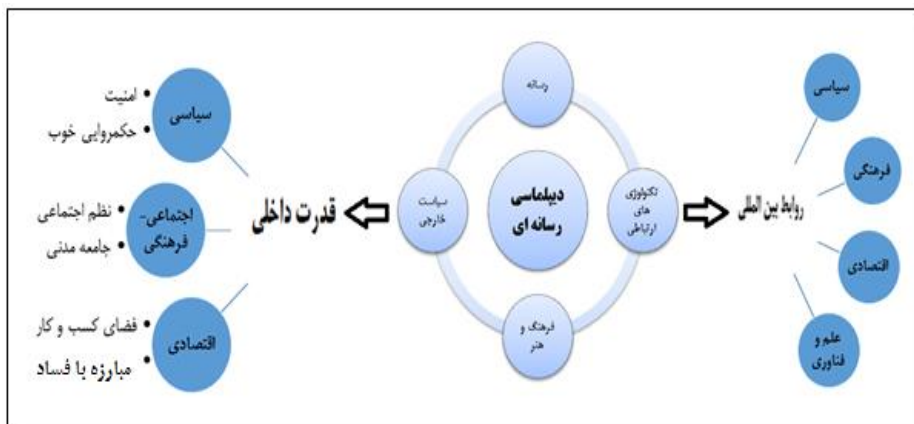 سیاسی
فرهنگی
اقتصادی
علم و
فناوری
روابط بین المللی
رسانه
تکنولوژی
های
ارتباطی
دیپلماسی
رسانه ای
سیاست
خارجی
فرهنگ و
هنر
قدرت داخلی
سیاسی
• امنیت
• حکمروایی خوب
اجتماعی-
فرهنگی
• نظم اجتماعی
• جامعه مدنی
اقتصادی
• فضای کسب و کار
• مبارزه با فساد